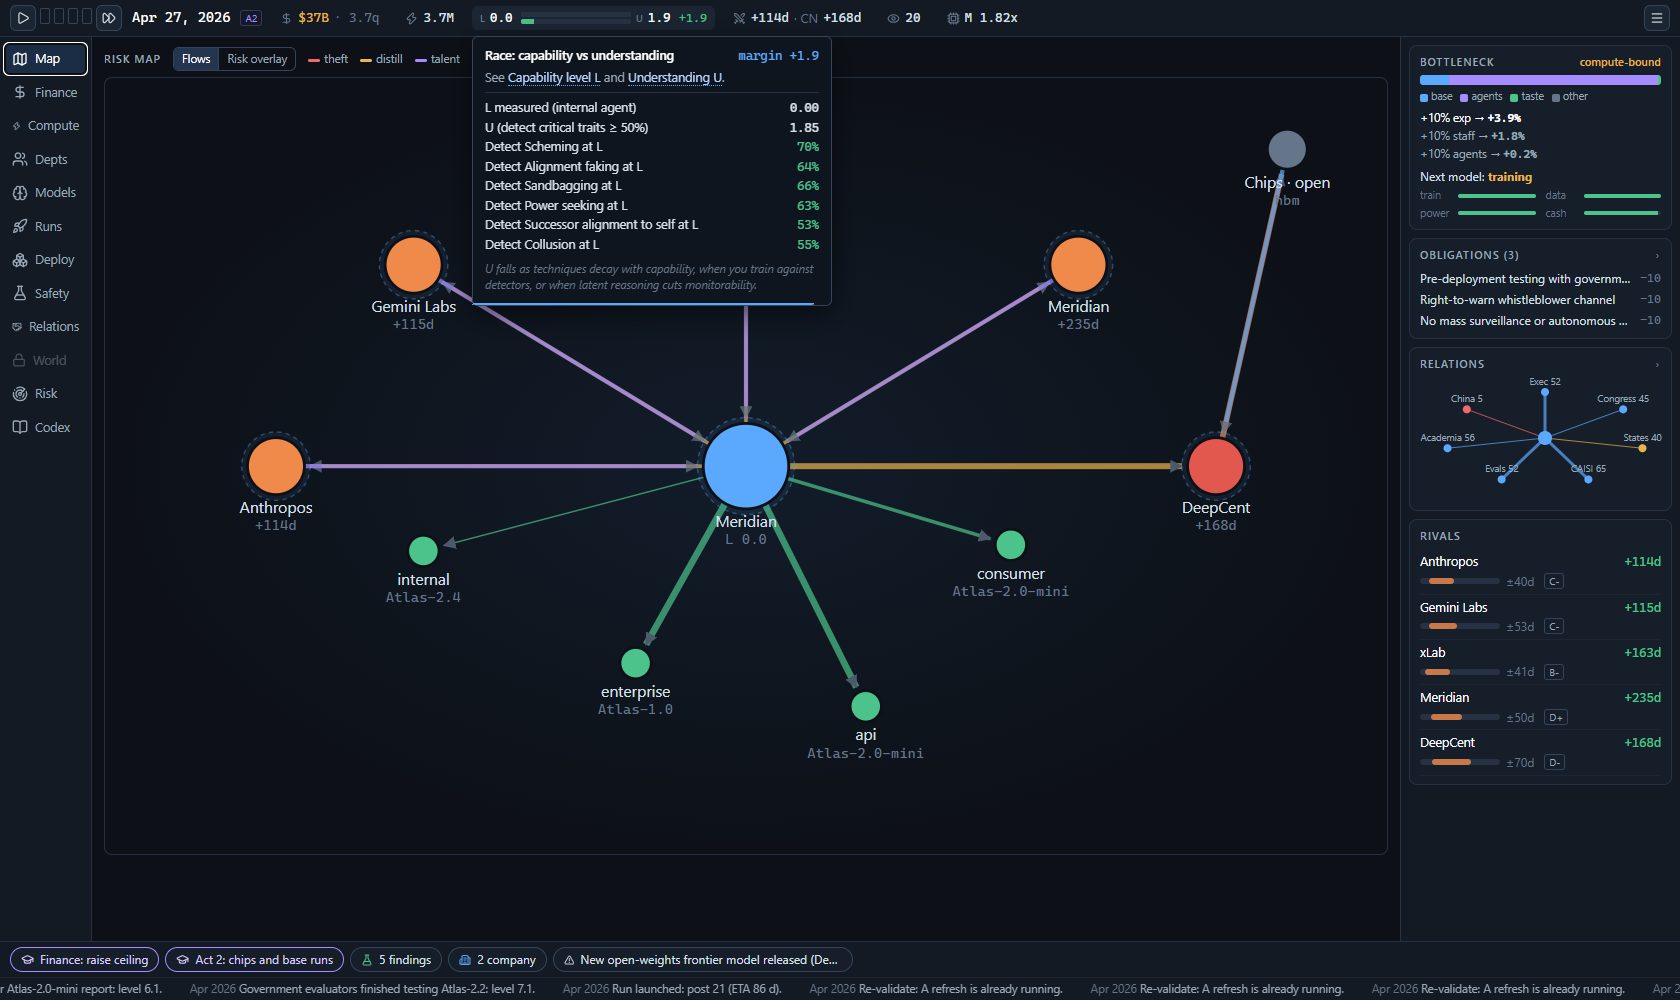 Apr 27, 2026 A2 $37B · 3.7q 3.7M L 0.0 U 1.9 +1.9 +114d · CN +168d 20 M 1.82x
Map
Finance
Compute
Depts
Models
Runs
Deploy
Safety
Relations
World
Risk
Codex
RISK MAP Flows Risk overlay theft distill talent
Race: capability vs understanding margin +1.9
See Capability level L and Understanding U.
L measured (internal agent) 0.00
U (detect critical traits ≥ 50%) 1.85
Detect Scheming at L 70%
Detect Alignment faking at L 64%
Detect Sandbagging at L 66%
Detect Power seeking at L 63%
Detect Successor alignment to self at L 53%
Detect Collusion at L 55%
U falls as techniques decay with capability, when you train against
detectors, or when latent reasoning cuts monitorability.
Chips · open
hbm
Gemini Labs
+115d
Meridian
+235d
Anthropos
+114d
Meridian
L 0.0
DeepCent
+168d
internal
Atlas-2.4
consumer
Atlas-2.0-mini
enterprise
Atlas-1.0
api
Atlas-2.0-mini
BOTTLENECK compute-bound
base agents taste other
+10% exp → +3.9%
+10% staff → +1.8%
+10% agents → +0.2%
Next model: training
train data
power cash
OBLIGATIONS (3) ›
Pre-deployment testing with governm... −10
Right-to-warn whistleblower channel −10
No mass surveillance or autonomous ... −10
RELATIONS ›
Exec 52
China 5
Congress 45
Academia 56
States 40
Evals 52
CAISI 65
RIVALS
Anthropos +114d
±40d C-
Gemini Labs +115d
±53d C-
xLab +163d
±41d B-
Meridian +235d
±50d D+
DeepCent +168d
±70d D-
Finance: raise ceiling Act 2: chips and base runs 5 findings 2 company New open-weights frontier model released (De...
r Atlas-2.0-mini report: level 6.1. Apr 2026 Government evaluators finished testing Atlas-2.2: level 7.1. Apr 2026 Run launched: post 21 (ETA 86 d). Apr 2026 Re-validate: A refresh is already running. Apr 2026 Re-validate: A refresh is already running. Apr 2026 Re-validate: A refresh is already running. Apr 2